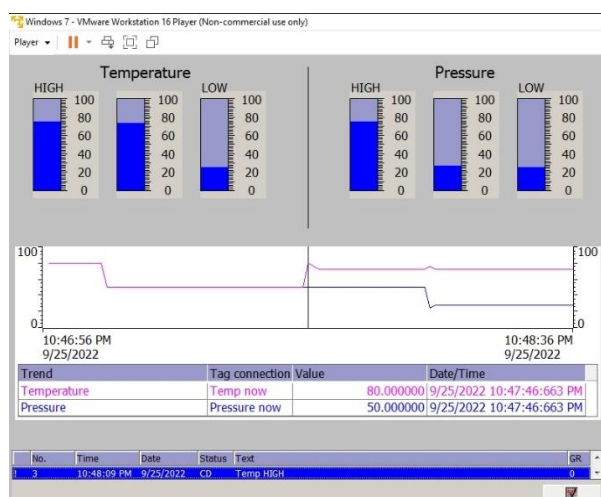 Windows 7 - VMware Workstation 16 Player (Non-commercial use only)
Player
Temperature
Pressure
HIGH
LOW
HIGH
LOW
100 100 100 100 100 100
80 80 80 80 80 80
60 60 60 60 60 60
40 40 40 40 40 40
20 20 20 20 20 20
0 0 0 0 0 0
100 100
0 0
10:46:56 PM 10:48:36 PM
9/25/2022 9/25/2022
Trend Tag connection Value Date/Time
Temperature Temp now 80.000000 9/25/2022 10:47:46:663 PM
Pressure Pressure now 50.000000 9/25/2022 10:47:46:663 PM
No. Time Date Status Text GR
! 3 10:48:09 PM 9/25/2022 CD Temp HIGH 0